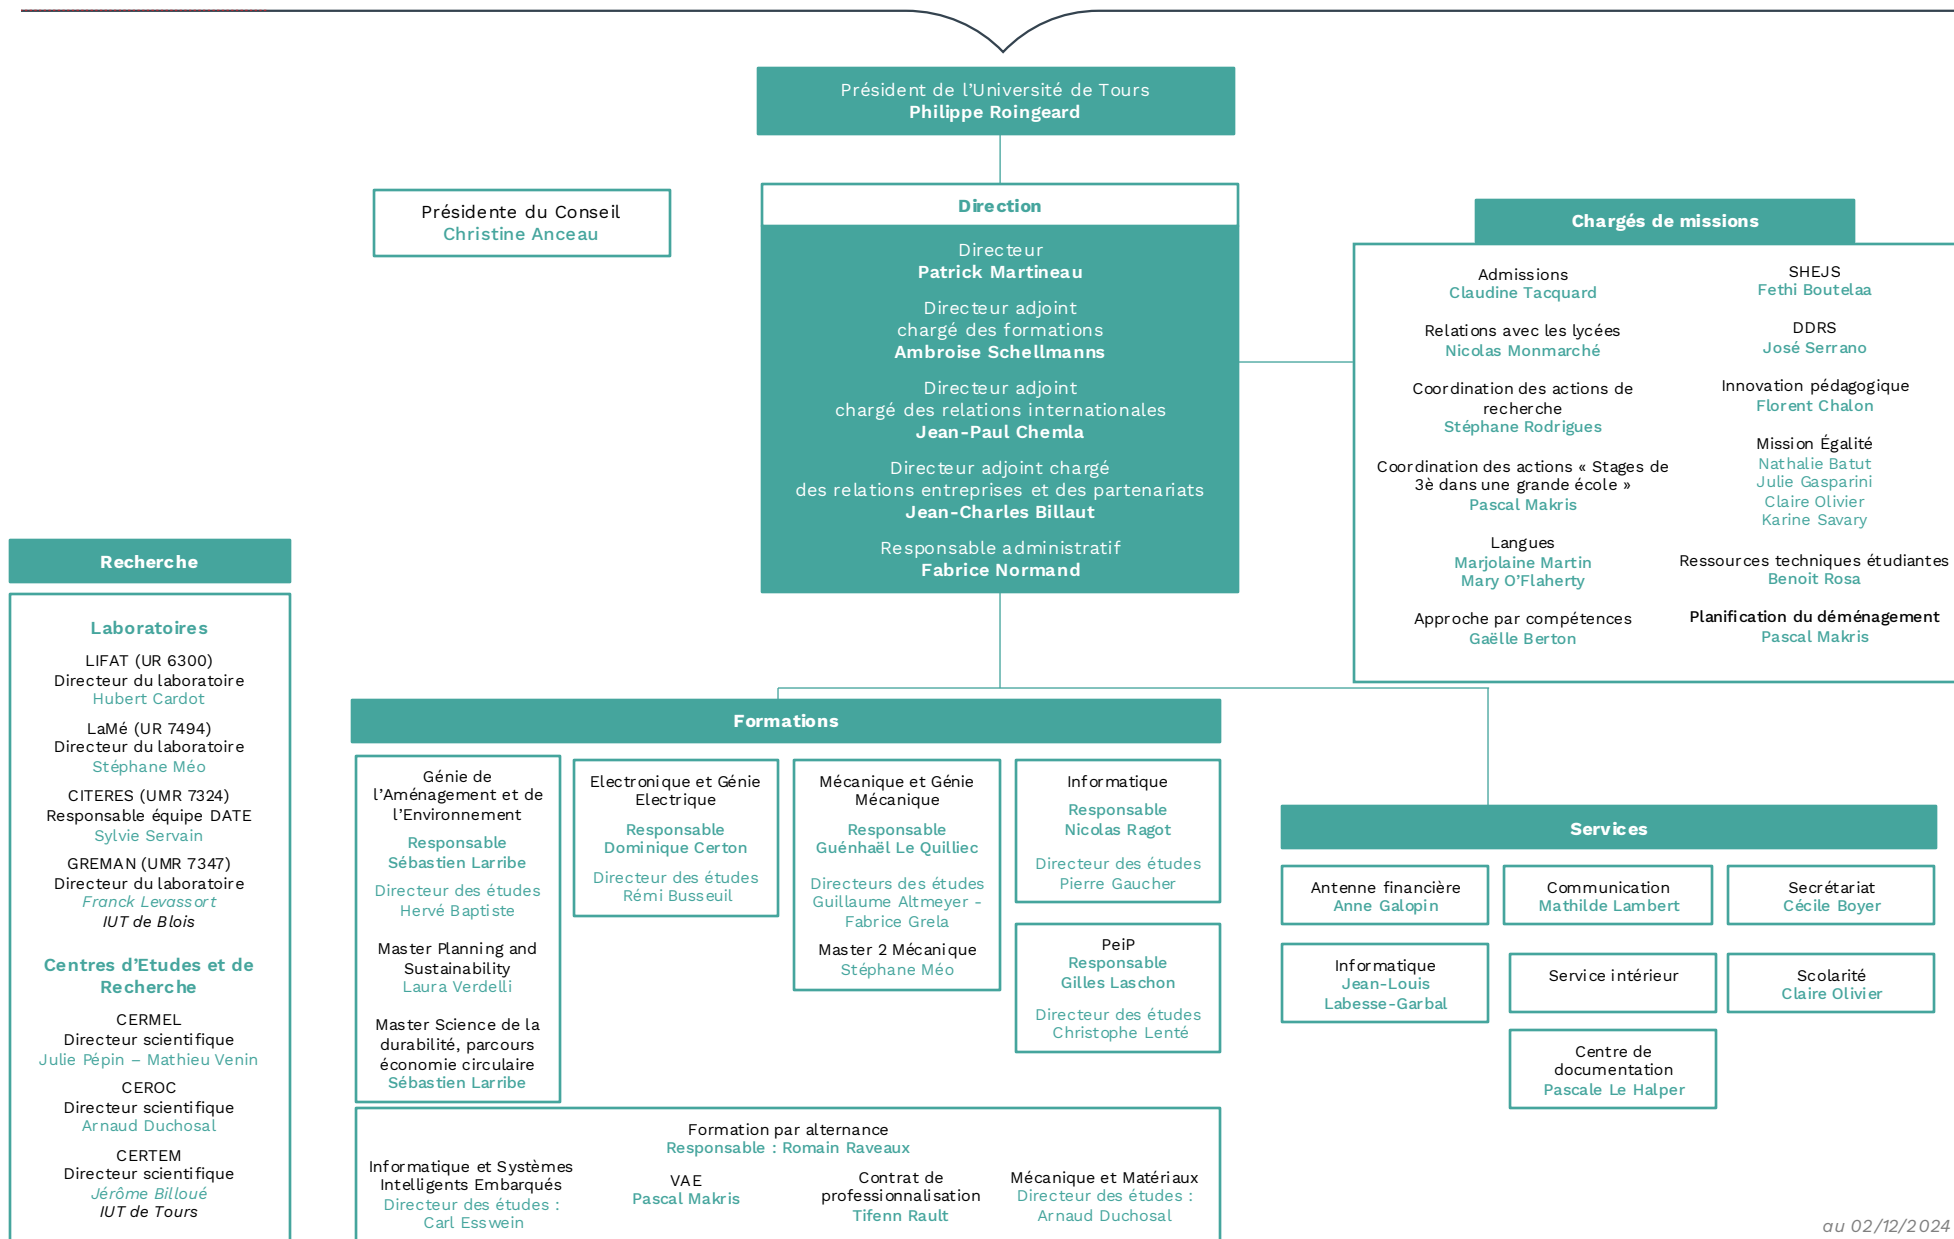 Président de l'Université de Tours
Philippe Roingeard
Présidente du Conseil
Christine Anceau
Direction
Directeur
Patrick Martineau
Directeur adjoint
chargé des formations
Ambroise Schellmanns
Directeur adjoint
chargé des relations internationales
Jean-Paul Chemla
Directeur adjoint chargé
des relations entreprises et des partenariats
Jean-Charles Billaut
Responsable administratif
Fabrice Normand
Chargés de missions
Admissions
Claudine Tacquard
Relations avec les lycées
Nicolas Monmarché
Coordination des actions de
recherche
Stéphane Rodrigues
Coordination des actions « Stages de
3è dans une grande école »
Pascal Makris
Langues
Marjolaine Martin
Mary O'Flaherty
Approche par compétences
Gaëlle Berton
SHEJS
Fethi Boutelaa
DDRS
José Serrano
Innovation pédagogique
Florent Chalon
Mission Égalité
Nathalie Batut
Julie Gasparini
Claire Olivier
Karine Savary
Ressources techniques étudiantes
Benoit Rosa
Planification du déménagement
Pascal Makris
Recherche
Laboratoires
LIFAT (UR 6300)
Directeur du laboratoire
Hubert Cardot
LaMé (UR 7494)
Directeur du laboratoire
Stéphane Méo
CITERES (UMR 7324)
Responsable équipe DATE
Sylvie Servain
GREMAN (UMR 7347)
Directeur du laboratoire
Franck Levassort
IUT de Blois
Centres d'Etudes et de
Recherche
CERMEL
Directeur scientifique
Julie Pépin – Mathieu Venin
CEROC
Directeur scientifique
Arnaud Duchosal
CERTEM
Directeur scientifique
Jérôme Billoué
IUT de Tours
Formations
Génie de
l'Aménagement et de
l'Environnement
Responsable
Sébastien Larribe
Directeur des études
Hervé Baptiste
Master Planning and
Sustainability
Laura Verdelli
Master Science de la
durabilité, parcours
économie circulaire
Sébastien Larribe
Electronique et Génie
Electrique
Responsable
Dominique Certon
Directeur des études
Rémi Busseuil
Mécanique et Génie
Mécanique
Responsable
Guénhaël Le Quilliec
Directeurs des études
Guillaume Altmeyer -
Fabrice Grela
Master 2 Mécanique
Stéphane Méo
Informatique
Responsable
Nicolas Ragot
Directeur des études
Pierre Gaucher
PeiP
Responsable
Gilles Laschon
Directeur des études
Christophe Lenté
Formation par alternance
Responsable : Romain Raveaux
Informatique et Systèmes
Intelligents Embarqués
Directeur des études :
Carl Esswein
VAE
Pascal Makris
Contrat de
professionnalisation
Tifenn Rault
Mécanique et Matériaux
Directeur des études :
Arnaud Duchosal
Services
Antenne financière
Anne Galopin
Communication
Mathilde Lambert
Secrétariat
Cécile Boyer
Informatique
Jean-Louis
Labesse-Garbal
Service intérieur
Scolarité
Claire Olivier
Centre de
documentation
Pascale Le Halper
au 02/12/2024